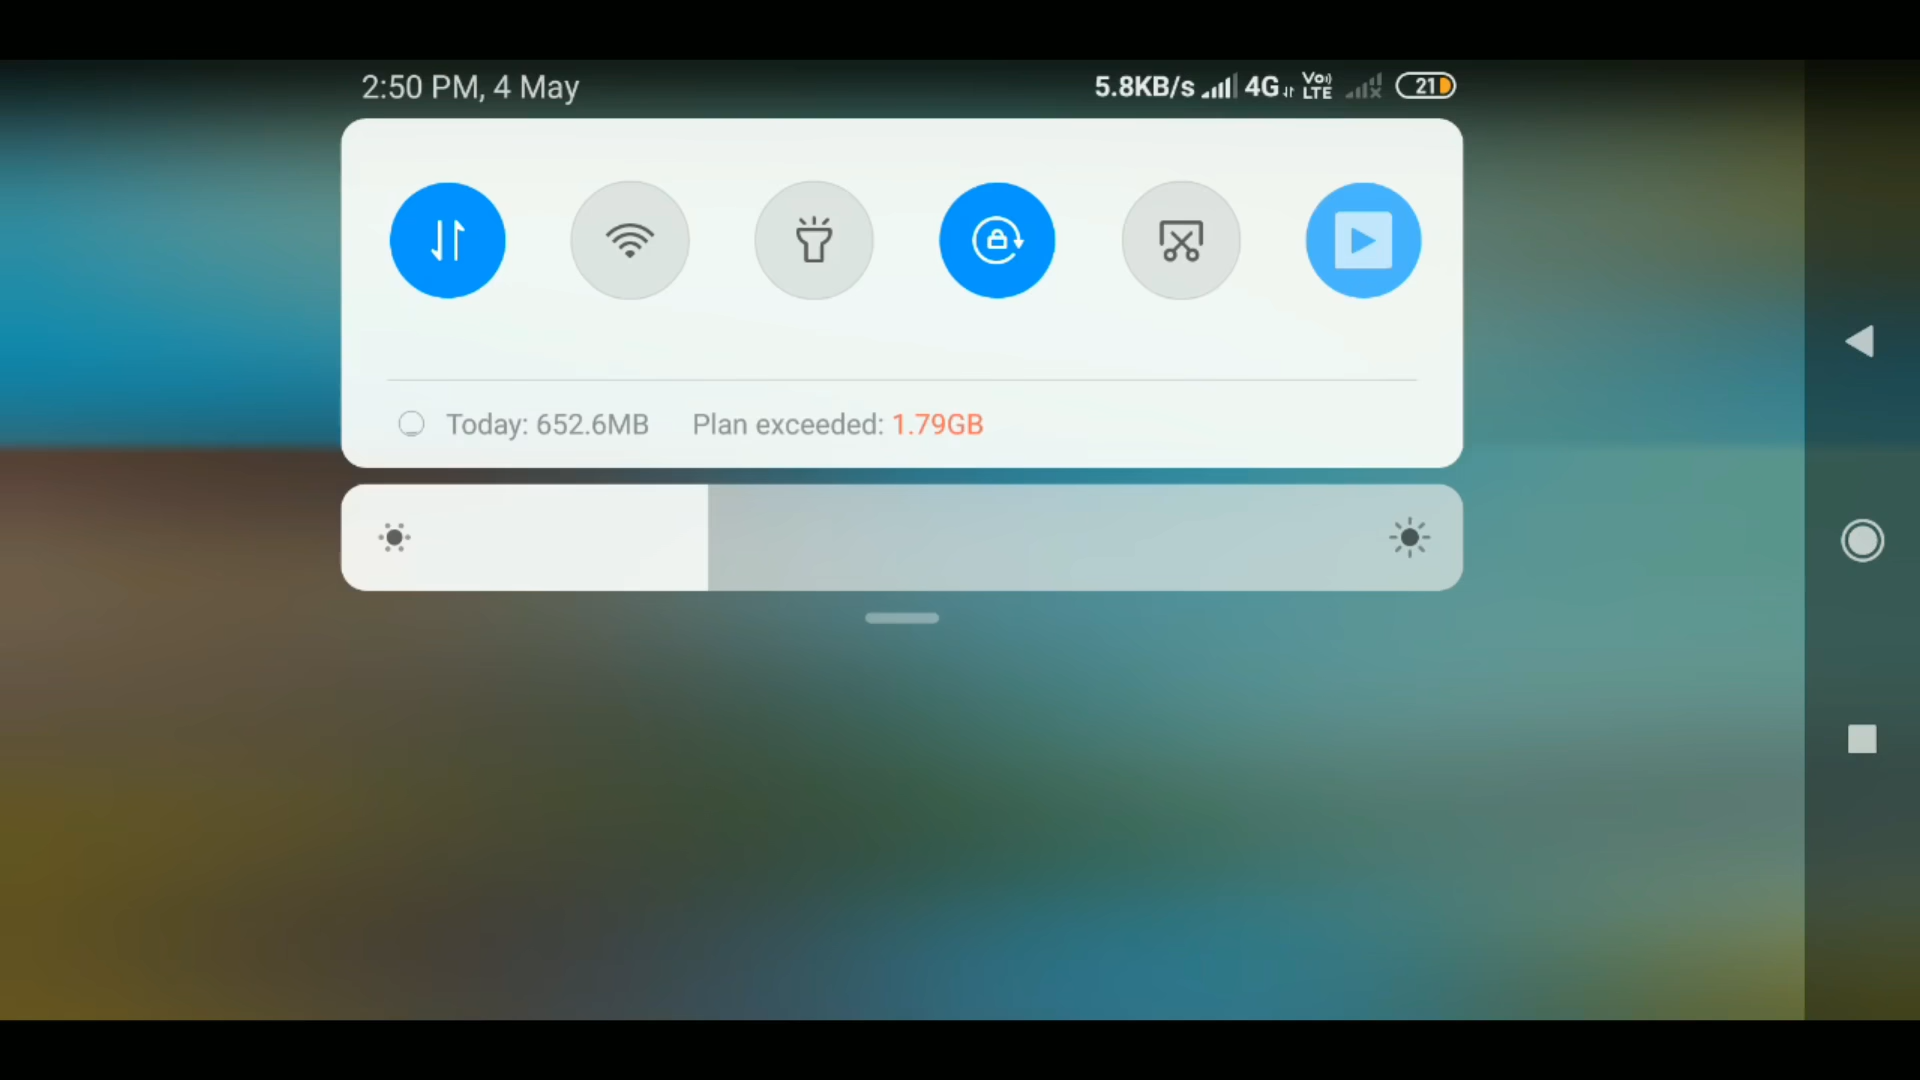 2:50 PM, 4 May
5.8KB/s 4G Vo) LTE 21
Today: 652.6MB Plan exceeded: 1.79GB